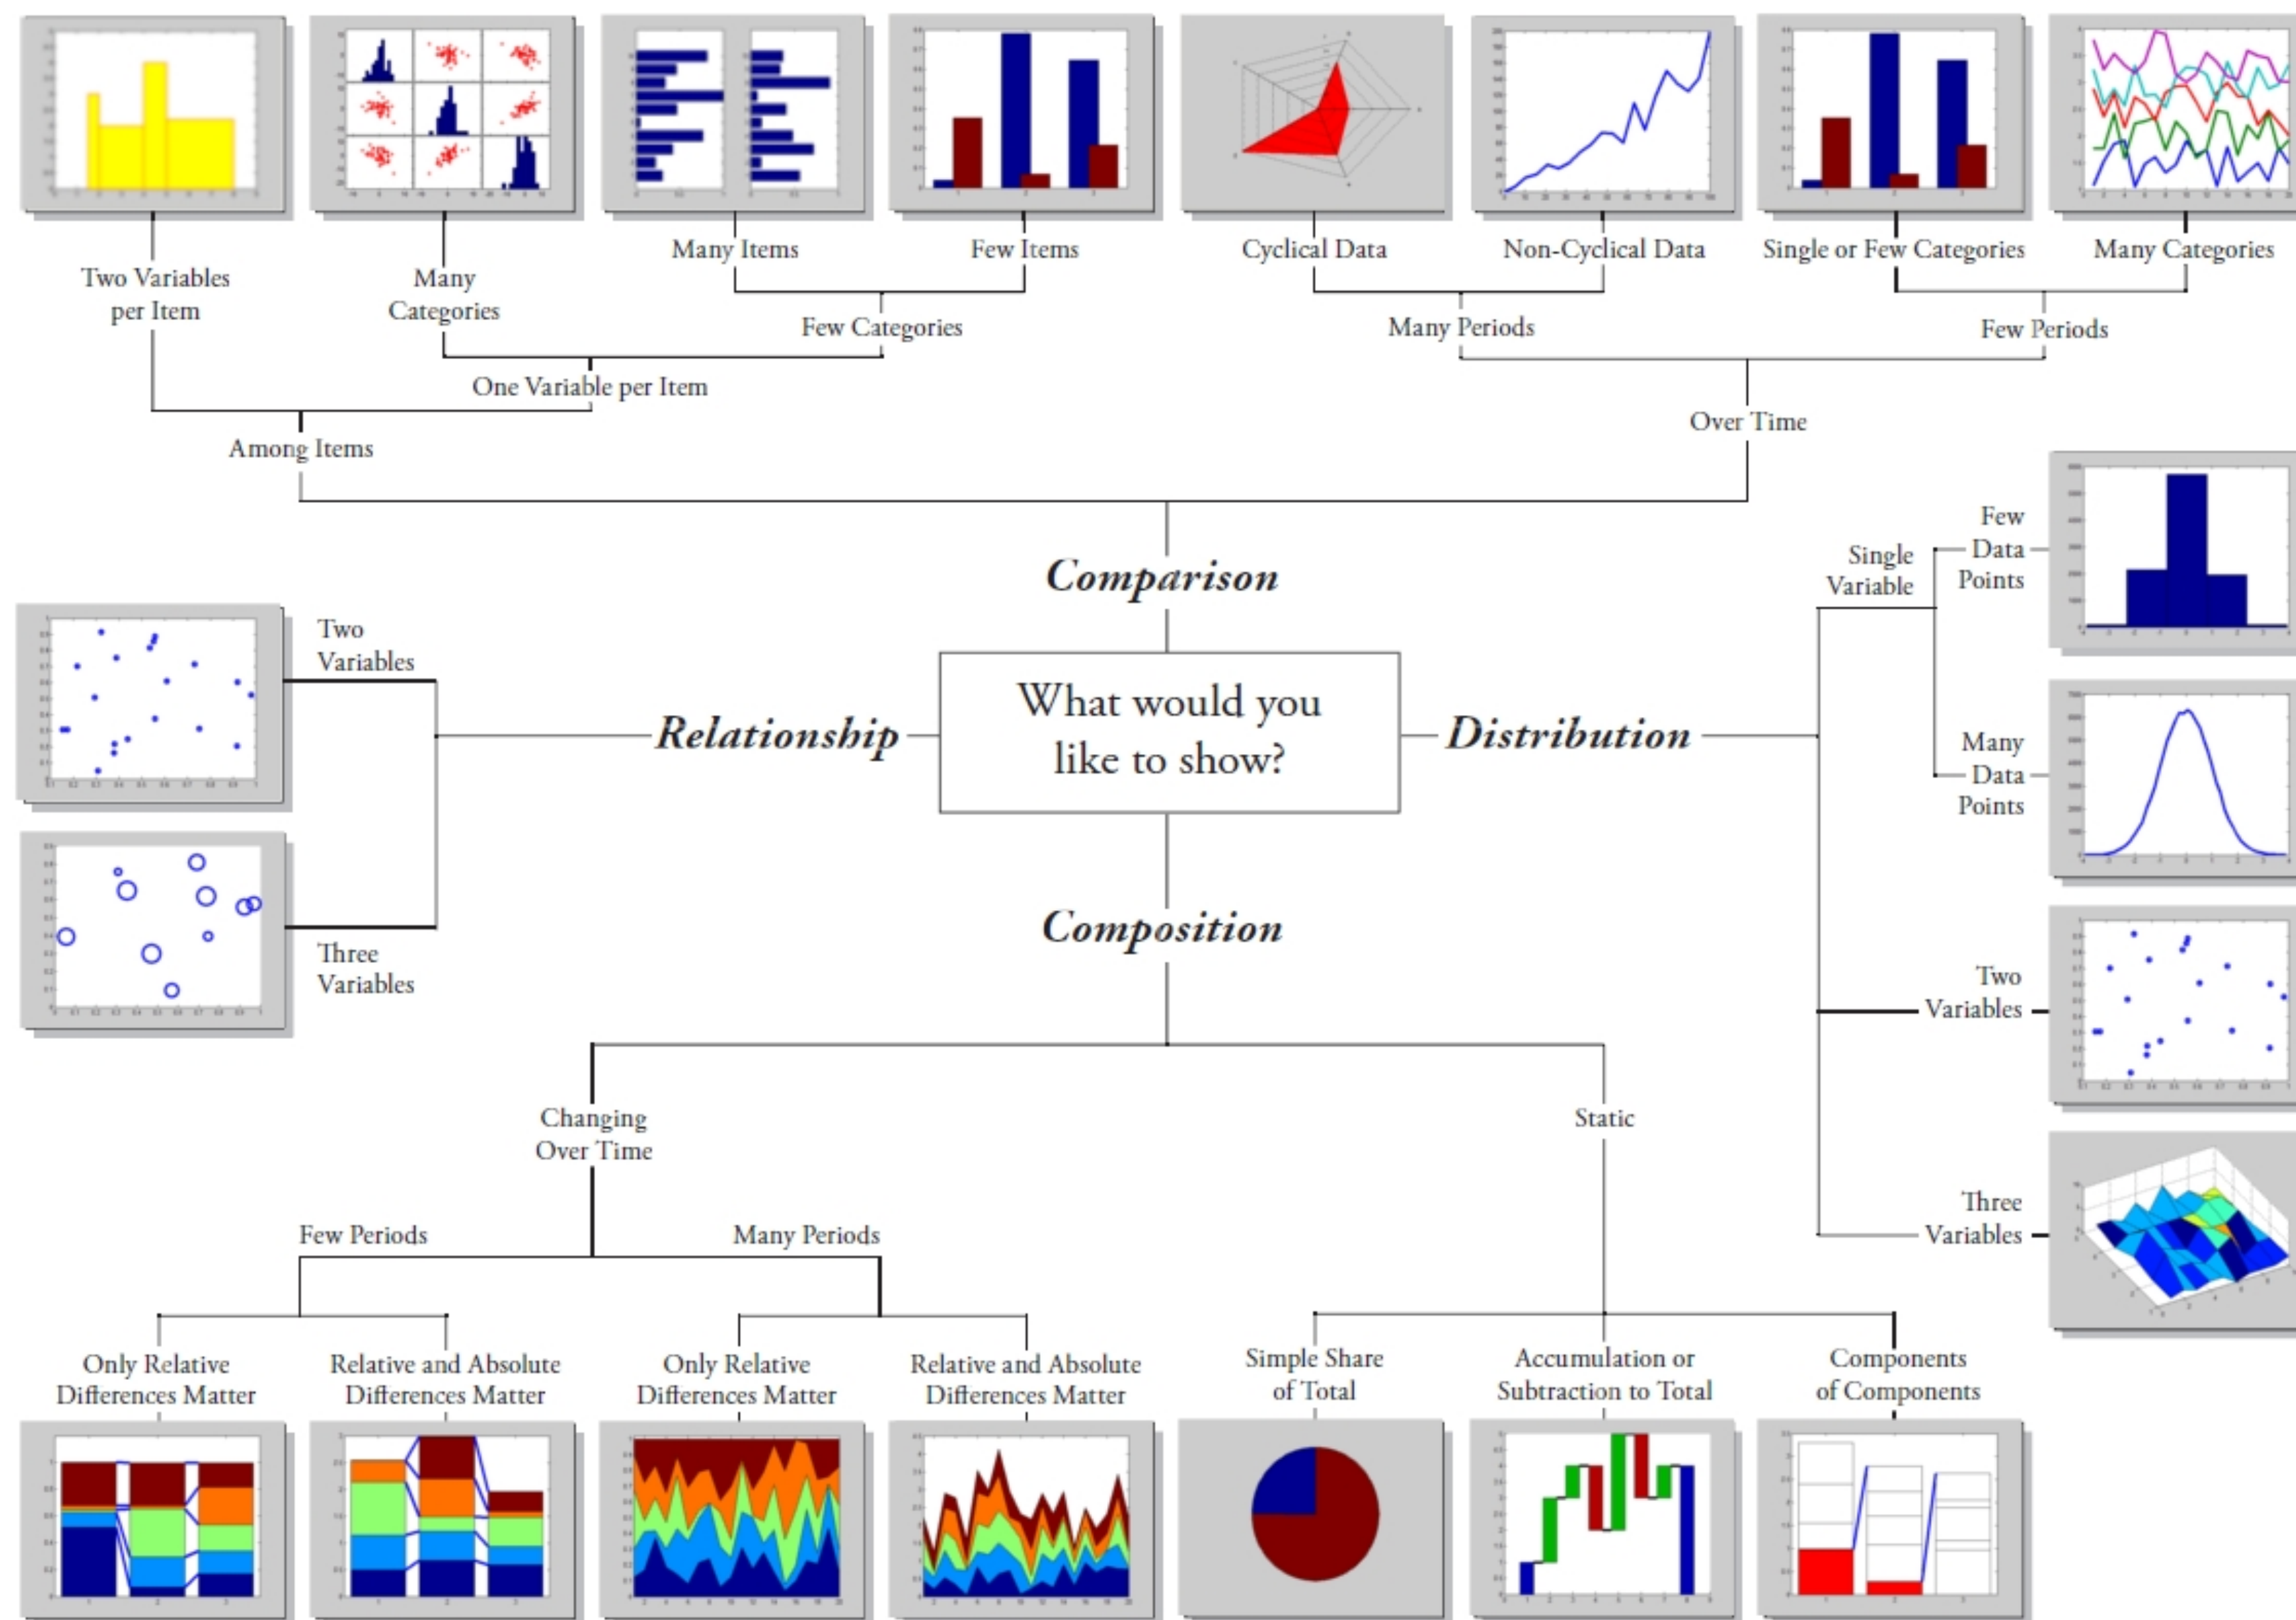 Two Variables
per Item
Many
Categories
Many Items
Few Items
Cyclical Data
Non-Cyclical Data
Single or Few Categories
Many Categories
Few Categories
Many Periods
Few Periods
One Variable per Item
Over Time
Among Items
Comparison
Two
Variables
Three
Variables
Relationship
What would you
like to show?
Distribution
Single
Variable
Few
Data
Points
Many
Data
Points
Two
Variables
Three
Variables
Composition
Changing
Over Time
Static
Few Periods
Many Periods
Only Relative
Differences Matter
Relative and Absolute
Differences Matter
Only Relative
Differences Matter
Relative and Absolute
Differences Matter
Simple Share
of Total
Accumulation or
Subtraction to Total
Components
of Components